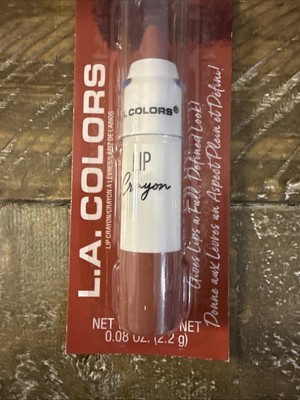 L.A. COLORS
LIP CRAYON/CRAYON À LÈVRES/LÁPIZ DE LABIOS
. COLORS®
LIP
Crayon
Gives Lips a Full, Defined Look!
Donne aux Lèvres un Aspect Plein et Défini!
NET NET
0.08 OZ. (2.2 g)